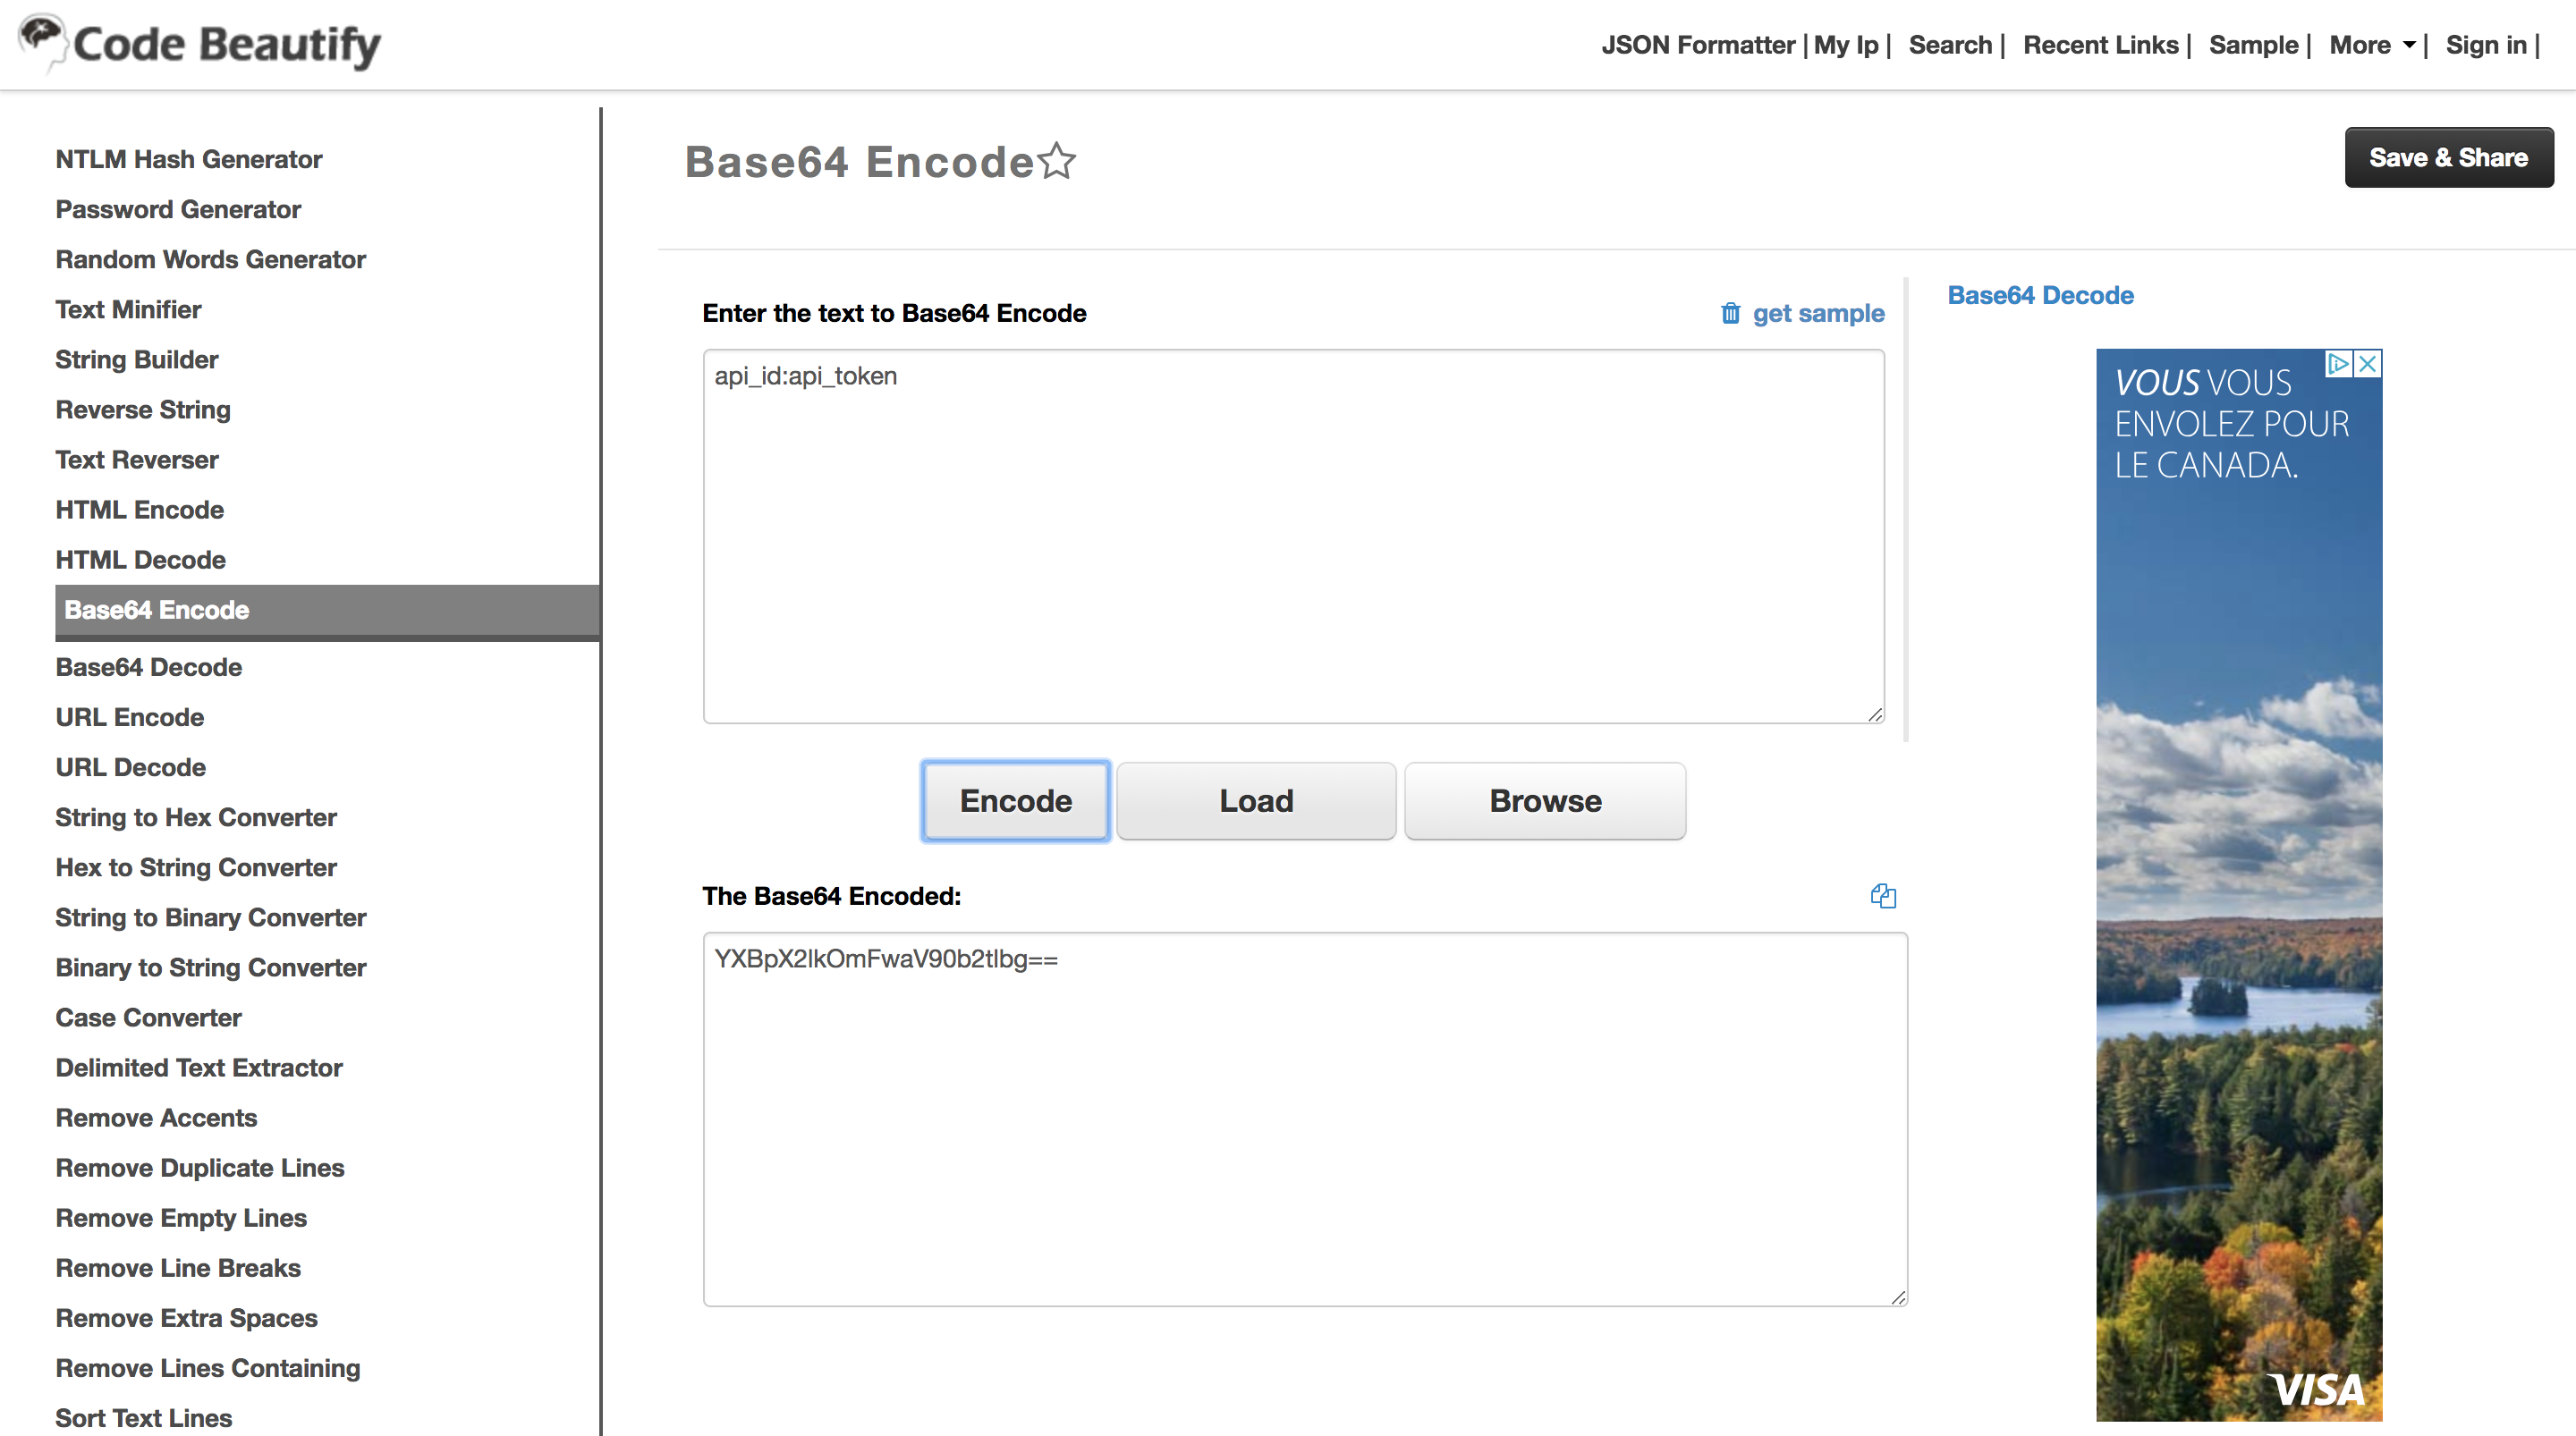 Code Beautify
JSON Formatter | My Ip | Search | Recent Links | Sample | More | Sign in |
NTLM Hash Generator
Password Generator
Random Words Generator
Text Minifier
String Builder
Reverse String
Text Reverser
HTML Encode
HTML Decode
Base64 Encode
Base64 Decode
URL Encode
URL Decode
String to Hex Converter
Hex to String Converter
String to Binary Converter
Binary to String Converter
Case Converter
Delimited Text Extractor
Remove Accents
Remove Duplicate Lines
Remove Empty Lines
Remove Line Breaks
Remove Extra Spaces
Remove Lines Containing
Sort Text Lines
Base64 Encode
Save & Share
Enter the text to Base64 Encode
get sample
api_id:api_token
Encode
Load
Browse
The Base64 Encoded:
YXBpX2lkOmFwaV90b2tlbg==
Base64 Decode
VOUS VOUS
ENVOLEZ POUR
LE CANADA.
VISA